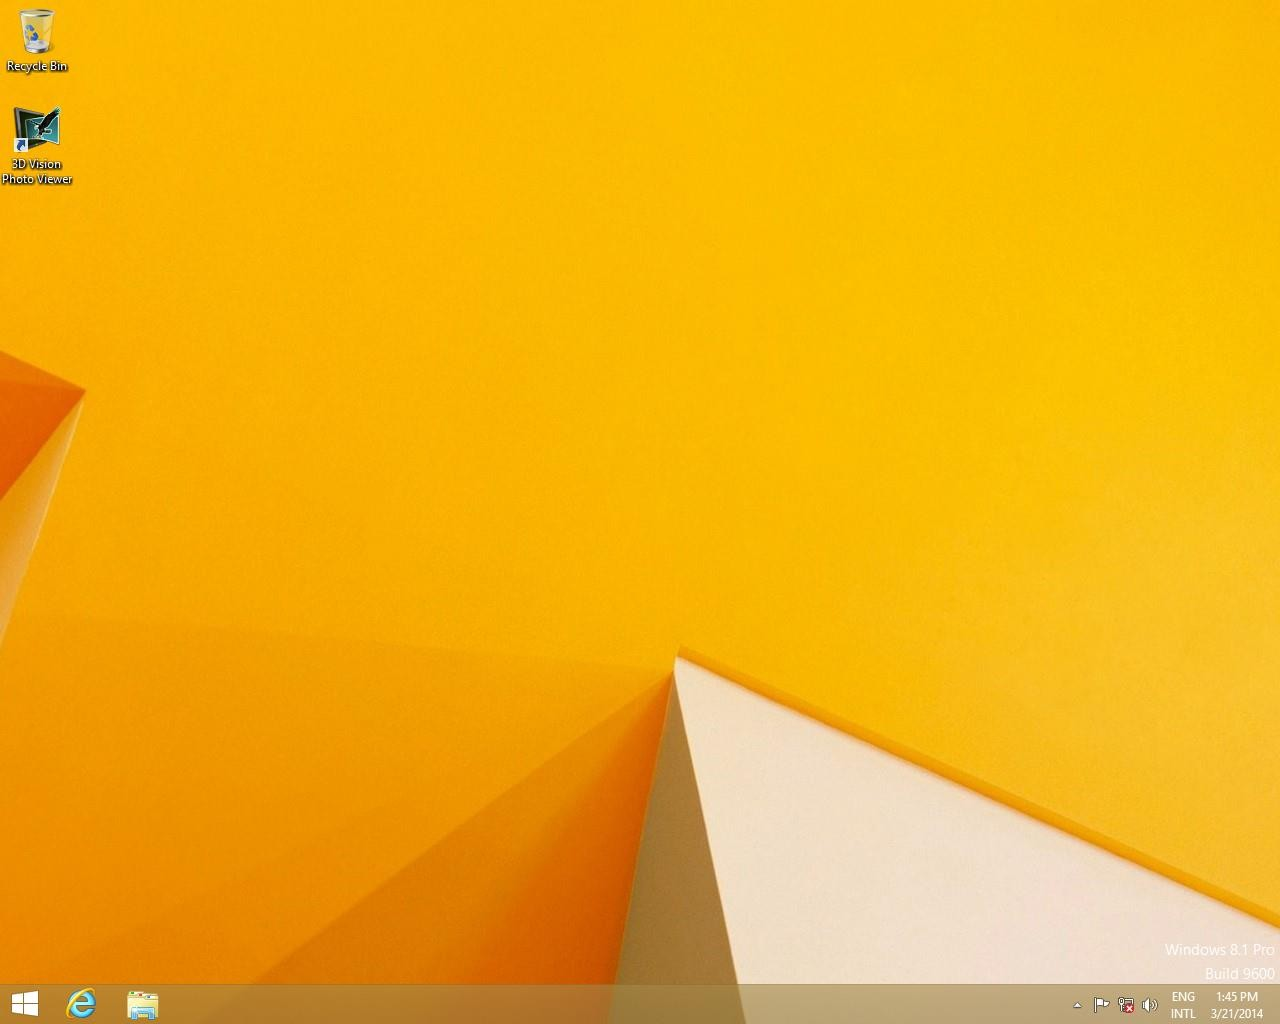 Recycle Bin
3D Vision
Photo Viewer
Windows 8.1 Pro
Build 9600
ENG
INTL
1:45 PM
3/21/2014